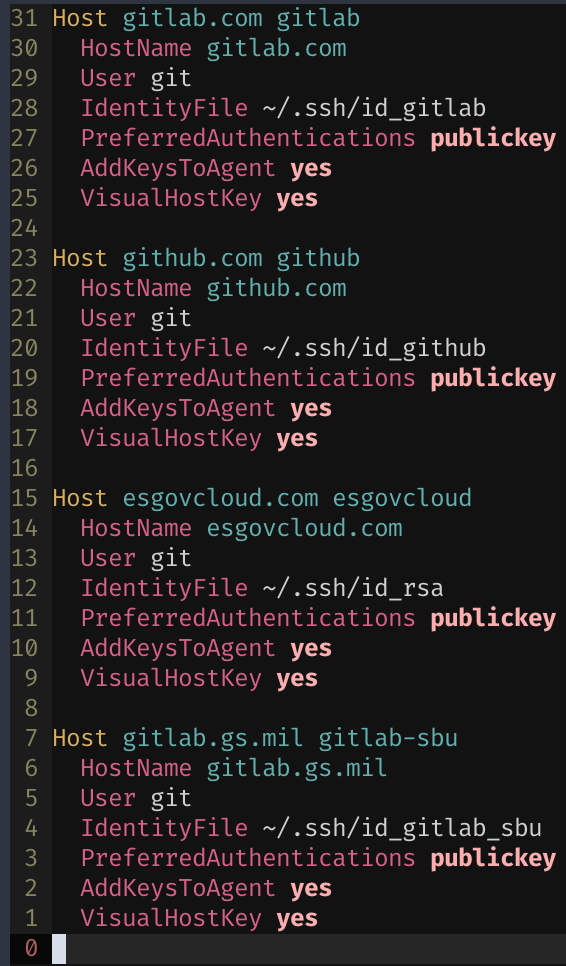 31 Host gitlab.com gitlab
30   HostName gitlab.com
29   User git
28   IdentityFile ~/.ssh/id_gitlab
27   PreferredAuthentications publickey
26   AddKeysToAgent yes
25   VisualHostKey yes
24
23 Host github.com github
22   HostName github.com
21   User git
20   IdentityFile ~/.ssh/id_github
19   PreferredAuthentications publickey
18   AddKeysToAgent yes
17   VisualHostKey yes
16
15 Host esgovcloud.com esgovcloud
14   HostName esgovcloud.com
13   User git
12   IdentityFile ~/.ssh/id_rsa
11   PreferredAuthentications publickey
10   AddKeysToAgent yes
9   VisualHostKey yes
8
7 Host gitlab.gs.mil gitlab-sbu
6   HostName gitlab.gs.mil
5   User git
4   IdentityFile ~/.ssh/id_gitlab_sbu
3   PreferredAuthentications publickey
2   AddKeysToAgent yes
1   VisualHostKey yes
0